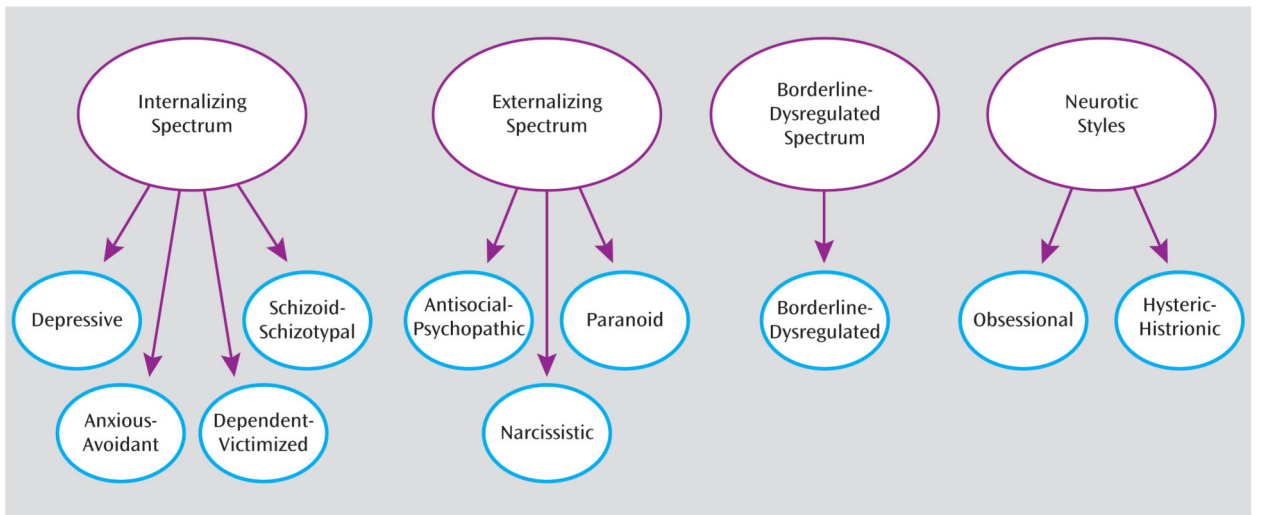 Internalizing
Spectrum
Externalizing
Spectrum
Borderline-
Dysregulated
Spectrum
Neurotic
Styles
Depressive
Schizoid-
Schizotypal
Anxious-
Avoidant
Dependent-
Victimized
Antisocial-
Psychopathic
Paranoid
Narcissistic
Borderline-
Dysregulated
Obsessional
Hysteric-
Histrionic